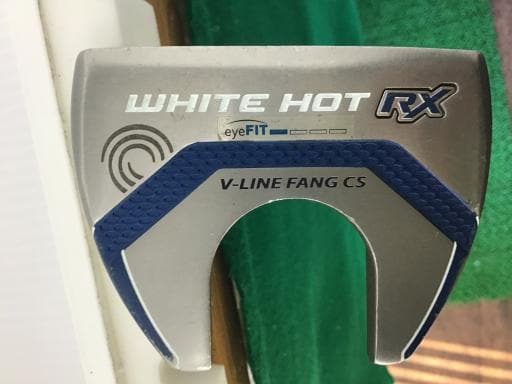 WHITE HOT RX
eyeFIT
V-LINE FANG CS